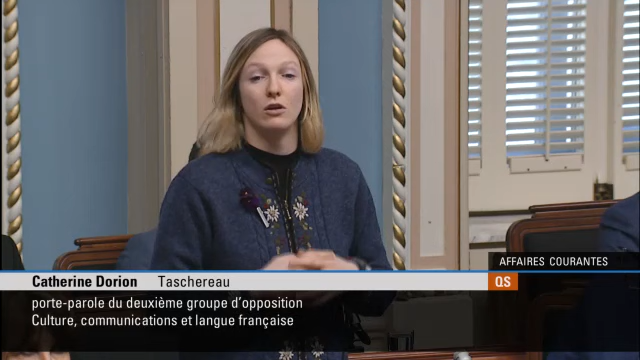 AFFAIRES COURANTES
Catherine Dorion Taschereau QS
porte-parole du deuxième groupe d'opposition
Culture, communications et langue française